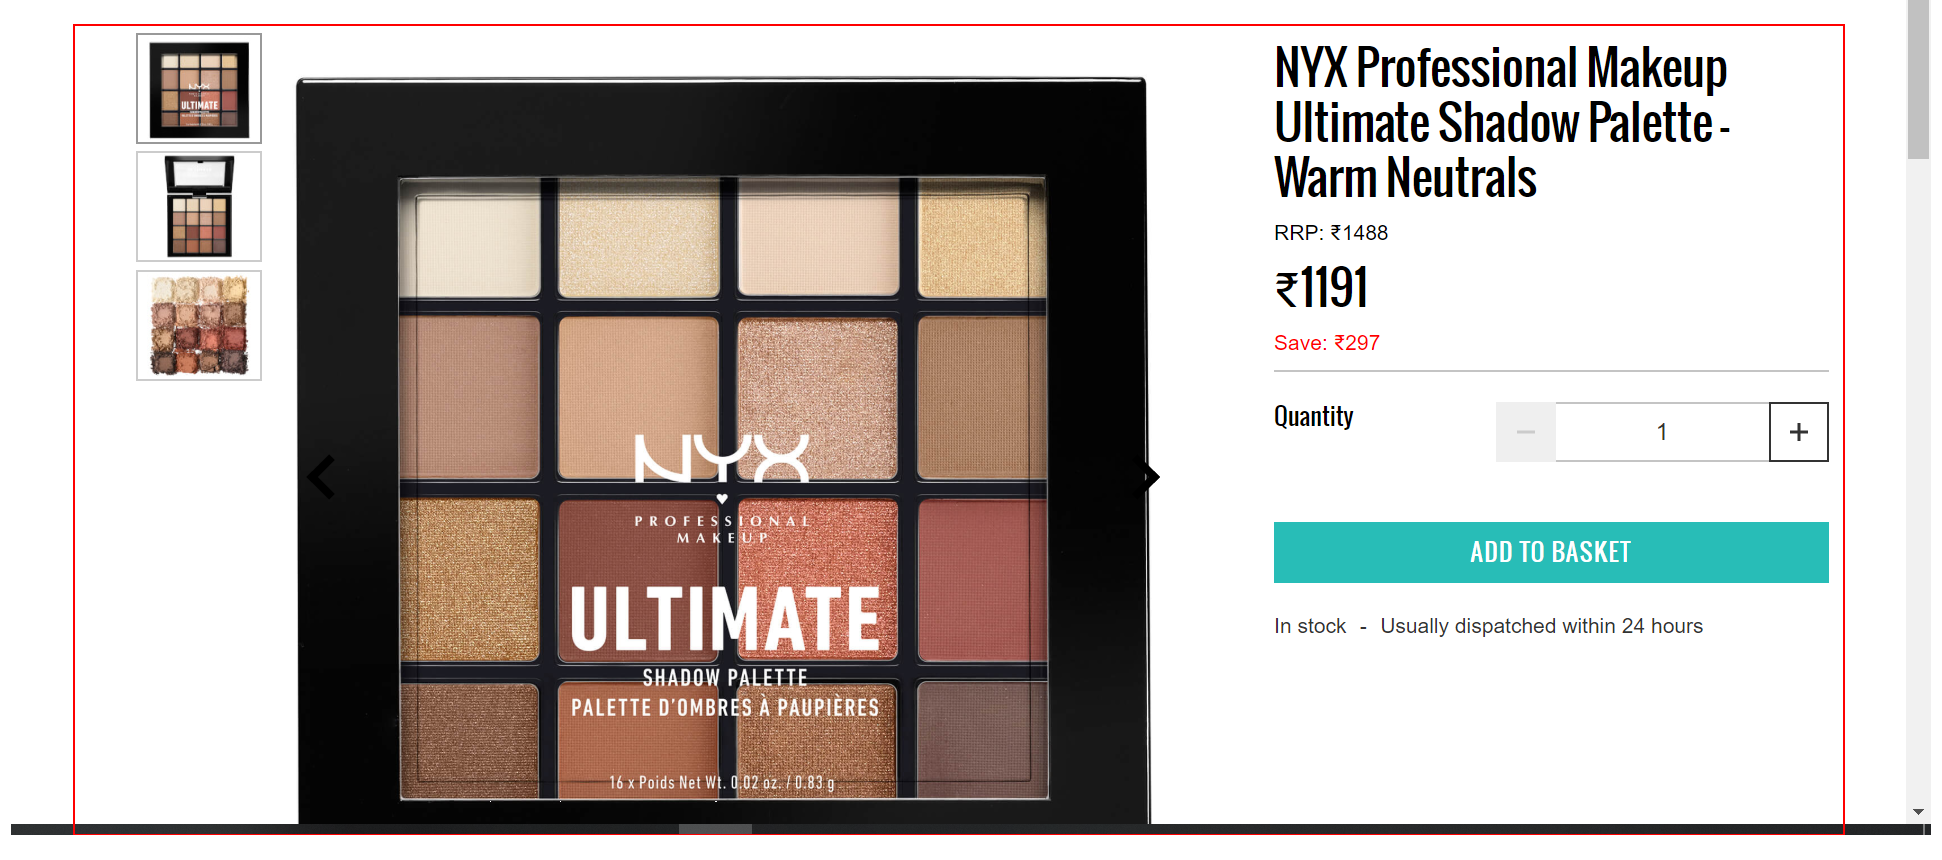 NYX Professional Makeup
Ultimate Shadow Palette -
Warm Neutrals
RRP: ₹1488
₹1191
Save: ₹297
Quantity
1
ADD TO BASKET
In stock - Usually dispatched within 24 hours
NYX
PROFESSIONAL
MAKEUP
ULTIMATE
SHADOW PALETTE
PALETTE D'OMBRES À PAUPIÈRES
16 x Poids Net Wt. 0.02 oz. / 0.83 g
NYX
ULTIMATE